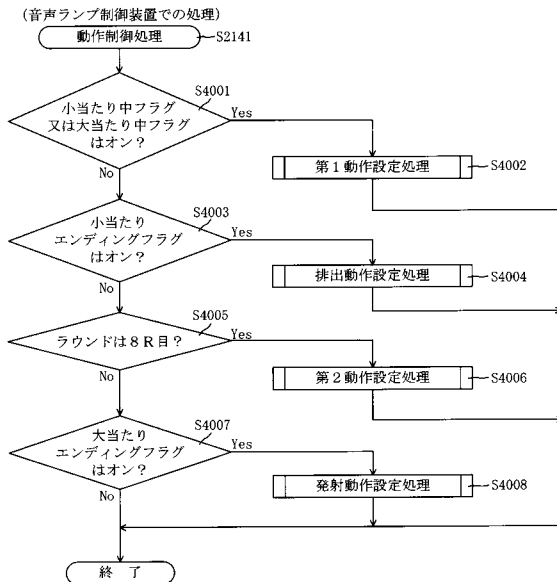 (音声ランプ制御装置での処理)
動作制御処理
S2141
S4001
小当たり中フラグ
又は大当たり中フラグ
はオン?
Yes
No
第1動作設定処理
S4002
S4003
小当たり
エンディングフラグ
はオン?
Yes
No
排出動作設定処理
S4004
S4005
ラウンドは8R目?
Yes
No
第2動作設定処理
S4006
S4007
大当たり
エンディングフラグ
はオン?
Yes
No
発射動作設定処理
S4008
終 了